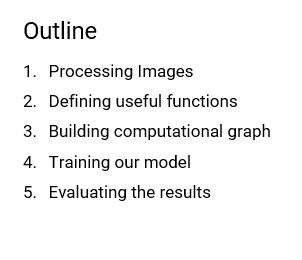 Outline
1. Processing Images
2. Defining useful functions
3. Building computational graph
4. Training our model
5. Evaluating the results